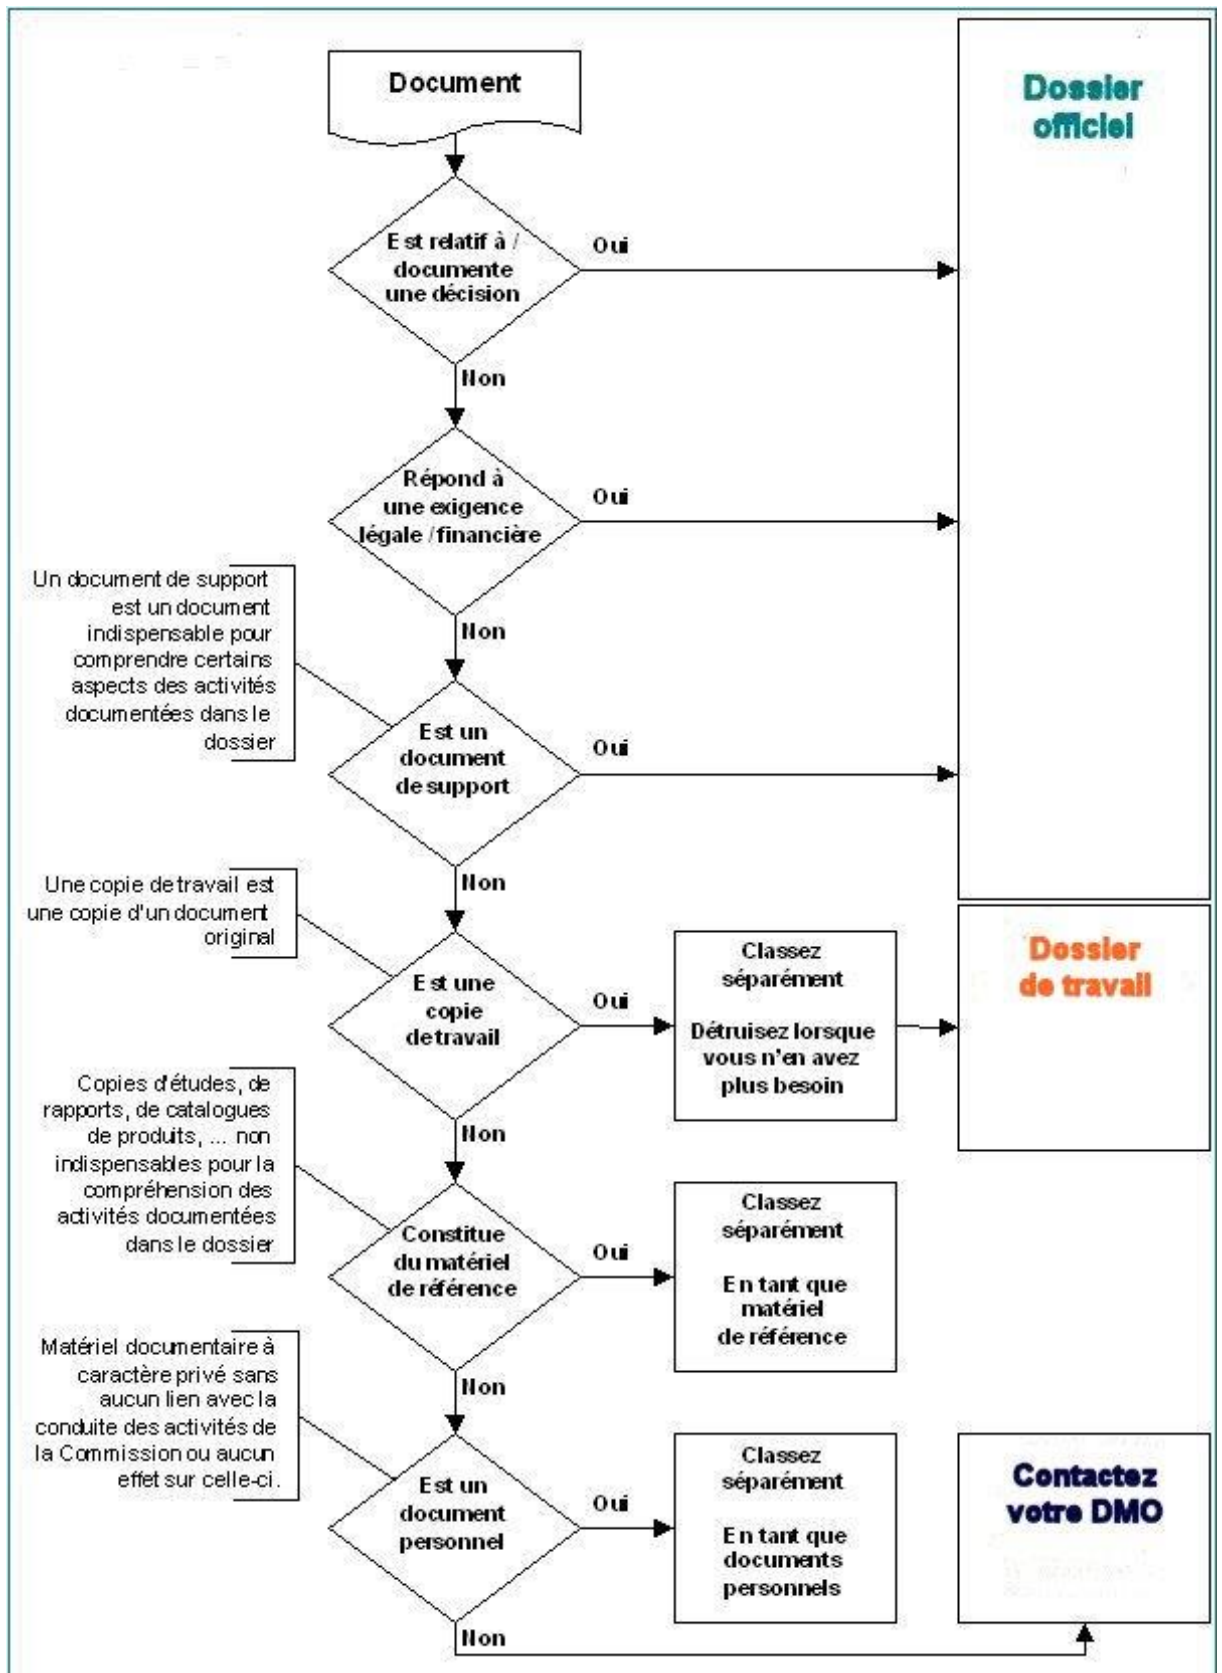 Document
Dossier
officiel
Est relatif à /
documente
une décision
Oui
Non
Répond à
une exigence
légale / financière
Oui
Non
Un document de support
est un document
indispensable pour
comprendre certains
aspects des activités
documentées dans le
dossier
Est un
document
de support
Oui
Non
Une copie de travail est
une copie d'un document
original
Est une
copie
de travail
Oui
Classez
séparément
Détruisez lorsque
vous n'en avez
plus besoin
Dossier
de travail
Non
Copies d'études, de
rapports, de catalogues
de produits, ... non
indispensables pour la
compréhension des
activités documentées
dans le dossier
Constitue
du matériel
de référence
Oui
Classez
séparément
En tant que
matériel
de référence
Non
Matériel documentaire à
caractère privé sans
aucun lien avec la
conduite des activités de
la Commission ou aucun
effet sur celle-ci.
Est un
document
personnel
Oui
Classez
séparément
En tant que
documents
personnels
Contactez
votre DMO
Non